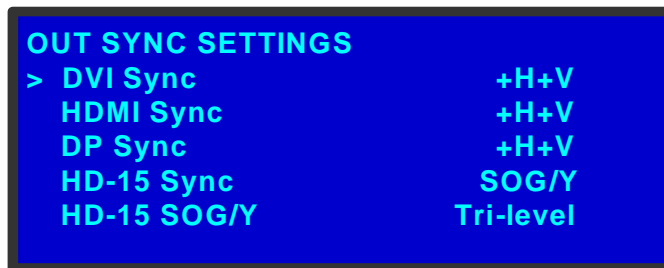 OUT SYNC SETTINGS
> DVI Sync +H+V
HDMI Sync +H+V
DP Sync +H+V
HD-15 Sync SOG/Y
HD-15 SOG/Y Tri-level